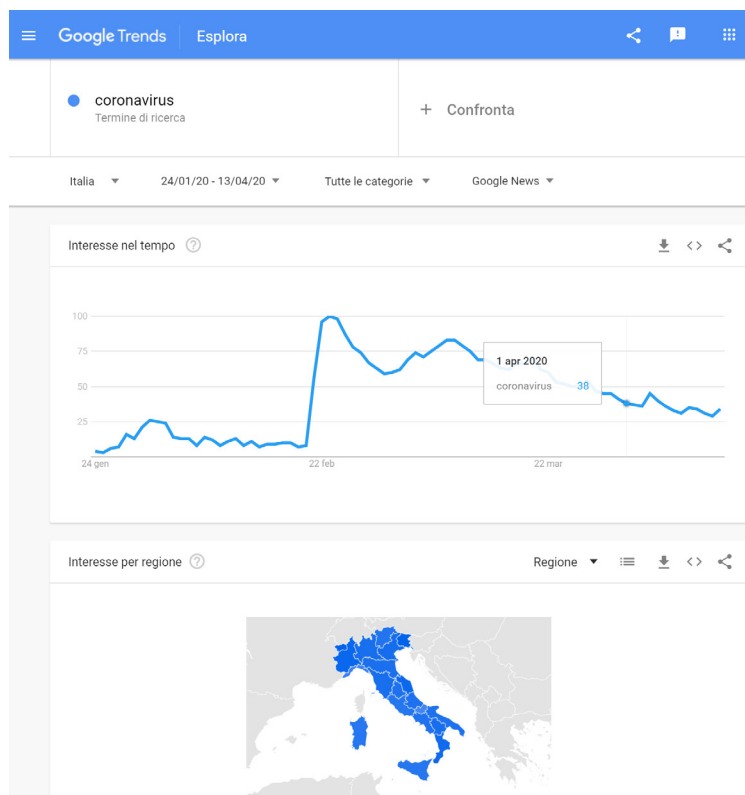 Google Trends Esplora
coronavirus
Termine di ricerca
+ Confronta
Italia 24/01/20 - 13/04/20 Tutte le categorie Google News
Interesse nel tempo
100
75
50
25
1 apr 2020
coronavirus 38
24 gen 22 feb 22 mar
Interesse per regione Regione